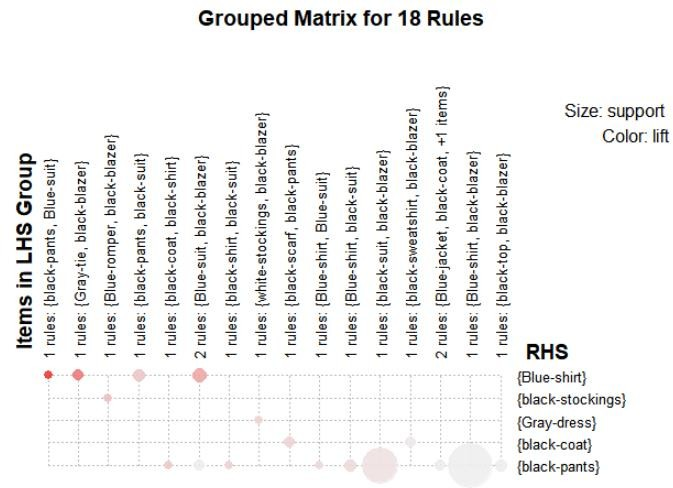 Grouped Matrix for 18 Rules
Size: support
Color: lift
Items in LHS Group
1 rules: {black-pants, Blue-suit}
1 rules: {Gray-tie, black-blazer}
1 rules: {Blue-romper, black-blazer}
1 rules: {black-pants, black-suit}
1 rules: {black-coat, black-shirt}
2 rules: {Blue-suit, black-blazer}
1 rules: {black-shirt, black-suit}
1 rules: {white-stockings, black-blazer}
1 rules: {black-scarf, black-pants}
1 rules: {Blue-shirt, Blue-suit}
1 rules: {Blue-shirt, black-suit}
1 rules: {black-suit, black-blazer}
1 rules: {black-sweatshirt, black-blazer}
2 rules: {Blue-jacket, black-coat, +1 items}
1 rules: {Blue-shirt, black-blazer}
1 rules: {black-top, black-blazer}
RHS
{Blue-shirt}
{black-stockings}
{Gray-dress}
{black-coat}
{black-pants}